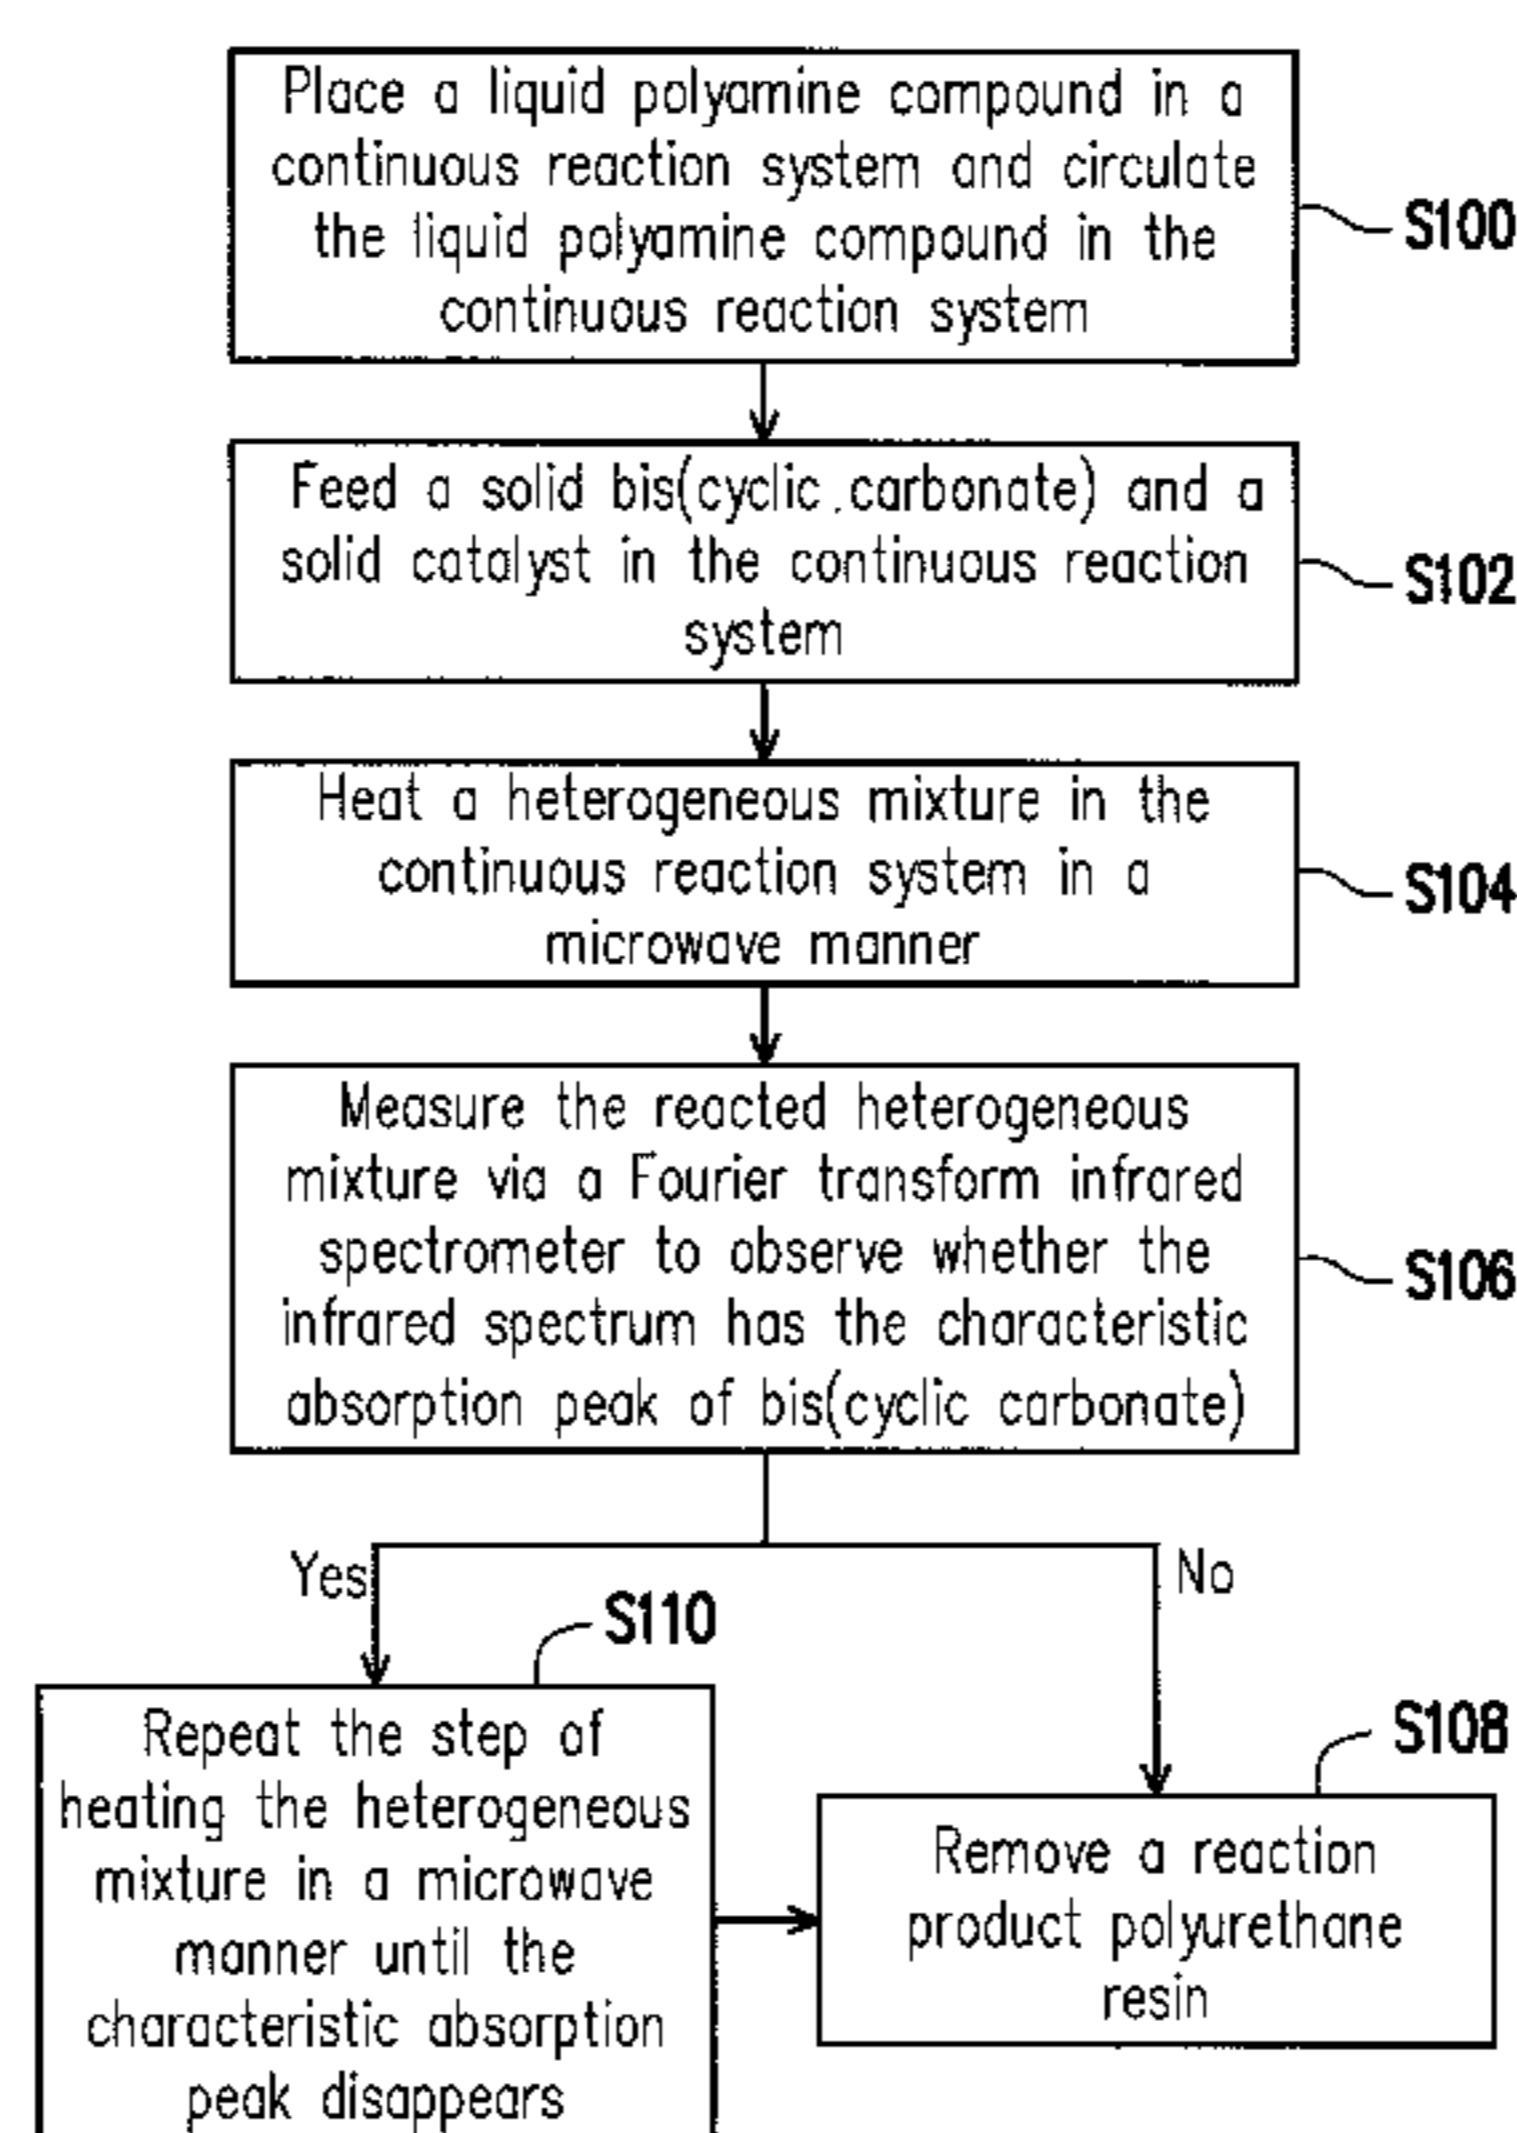 Place a liquid polyamine compound in a
continuous reaction system and circulate
the liquid polyamine compound in the
continuous reaction system
S100
Feed a solid bis(cyclic carbonate) and a
solid catalyst in the continuous reaction
system
S102
Heat a heterogeneous mixture in the
continuous reaction system in a
microwave manner
S104
Measure the reacted heterogeneous
mixture via a Fourier transform infrared
spectrometer to observe whether the
infrared spectrum has the characteristic
absorption peak of bis(cyclic carbonate)
S106
Yes
No
S110
Repeat the step of
heating the heterogeneous
mixture in a microwave
manner until the
characteristic absorption
peak disappears
S108
Remove a reaction
product polyurethane
resin